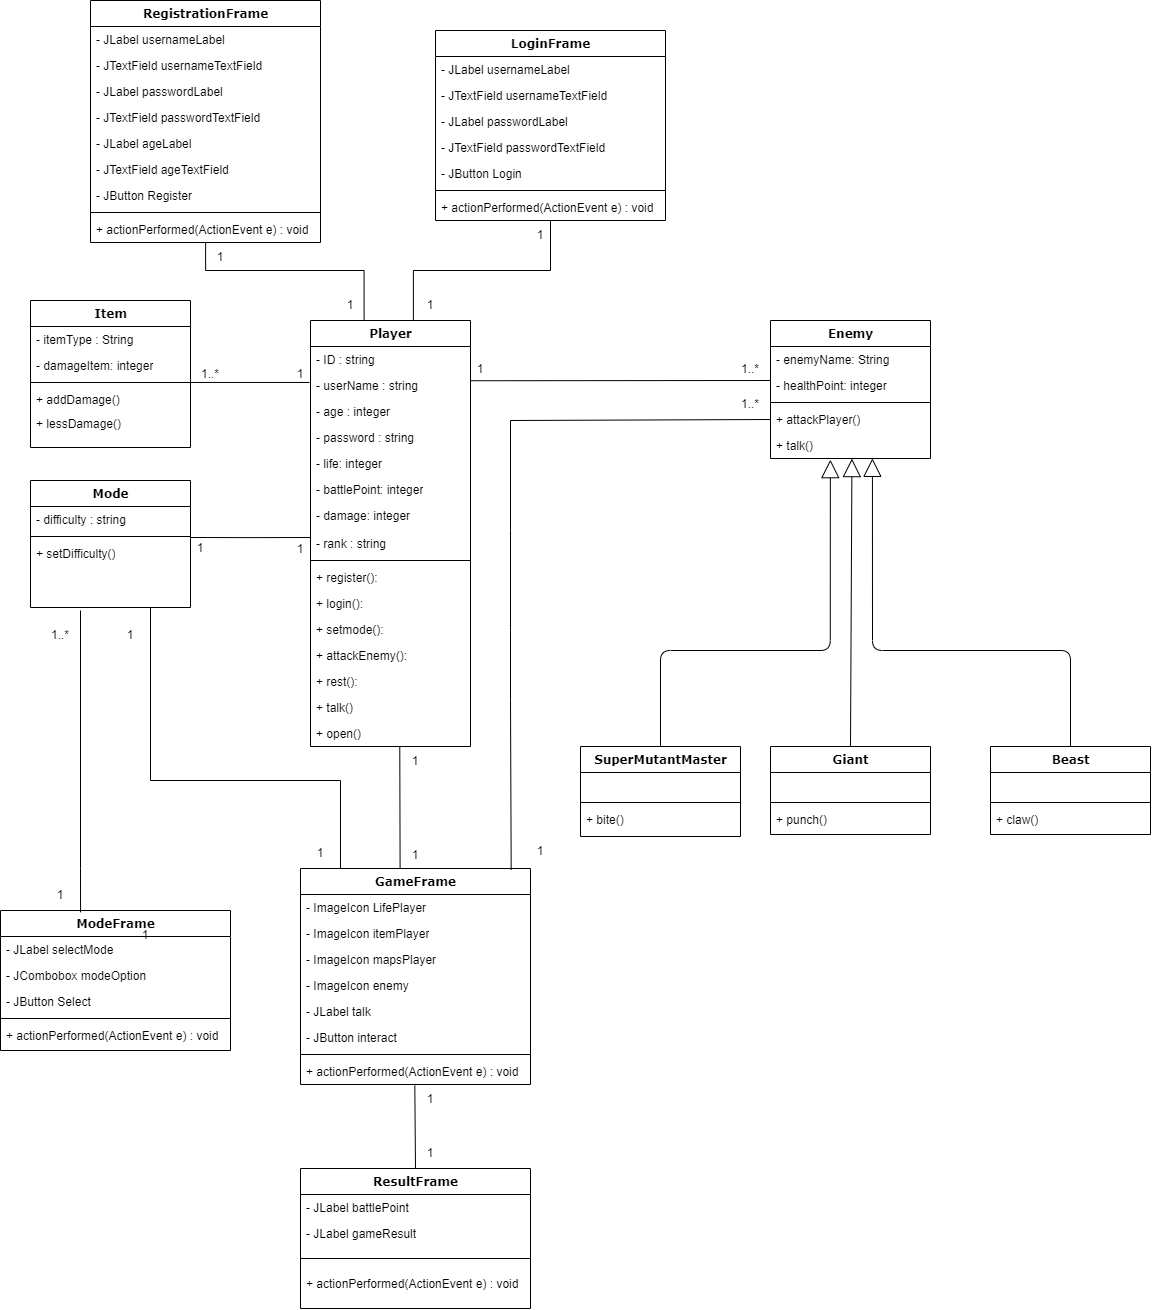 RegistrationFrame
- JLabel usernameLabel
- JTextField usernameTextField
- JLabel passwordLabel
- JTextField passwordTextField
- JLabel ageLabel
- JTextField ageTextField
- JButton Register
+ actionPerformed(ActionEvent e) : void
1
1
LoginFrame
- JLabel usernameLabel
- JTextField usernameTextField
- JLabel passwordLabel
- JTextField passwordTextField
- JButton Login
+ actionPerformed(ActionEvent e) : void
1
1
Item
- itemType : String
- damageItem: integer
+ addDamage()
+ lessDamage()
1..*
1
Player
- ID : string
- userName : string
- age : integer
- password : string
- life: integer
- battlePoint: integer
- damage: integer
- rank : string
+ register():
+ login():
+ setmode():
+ attackEnemy():
+ rest():
+ talk()
+ open()
1
1..*
1..*
Enemy
- enemyName: String
- healthPoint: integer
+ attackPlayer()
+ talk()
Mode
- difficulty : string
+ setDifficulty()
1
1
1..*
1
SuperMutantMaster
+ bite()
Giant
+ punch()
Beast
+ claw()
1
1
1
1
1
ModeFrame
1
- JLabel selectMode
- JCombobox modeOption
- JButton Select
+ actionPerformed(ActionEvent e) : void
GameFrame
- ImageIcon LifePlayer
- ImageIcon itemPlayer
- ImageIcon mapsPlayer
- ImageIcon enemy
- JLabel talk
- JButton interact
+ actionPerformed(ActionEvent e) : void
1
1
ResultFrame
- JLabel battlePoint
- JLabel gameResult
+ actionPerformed(ActionEvent e) : void